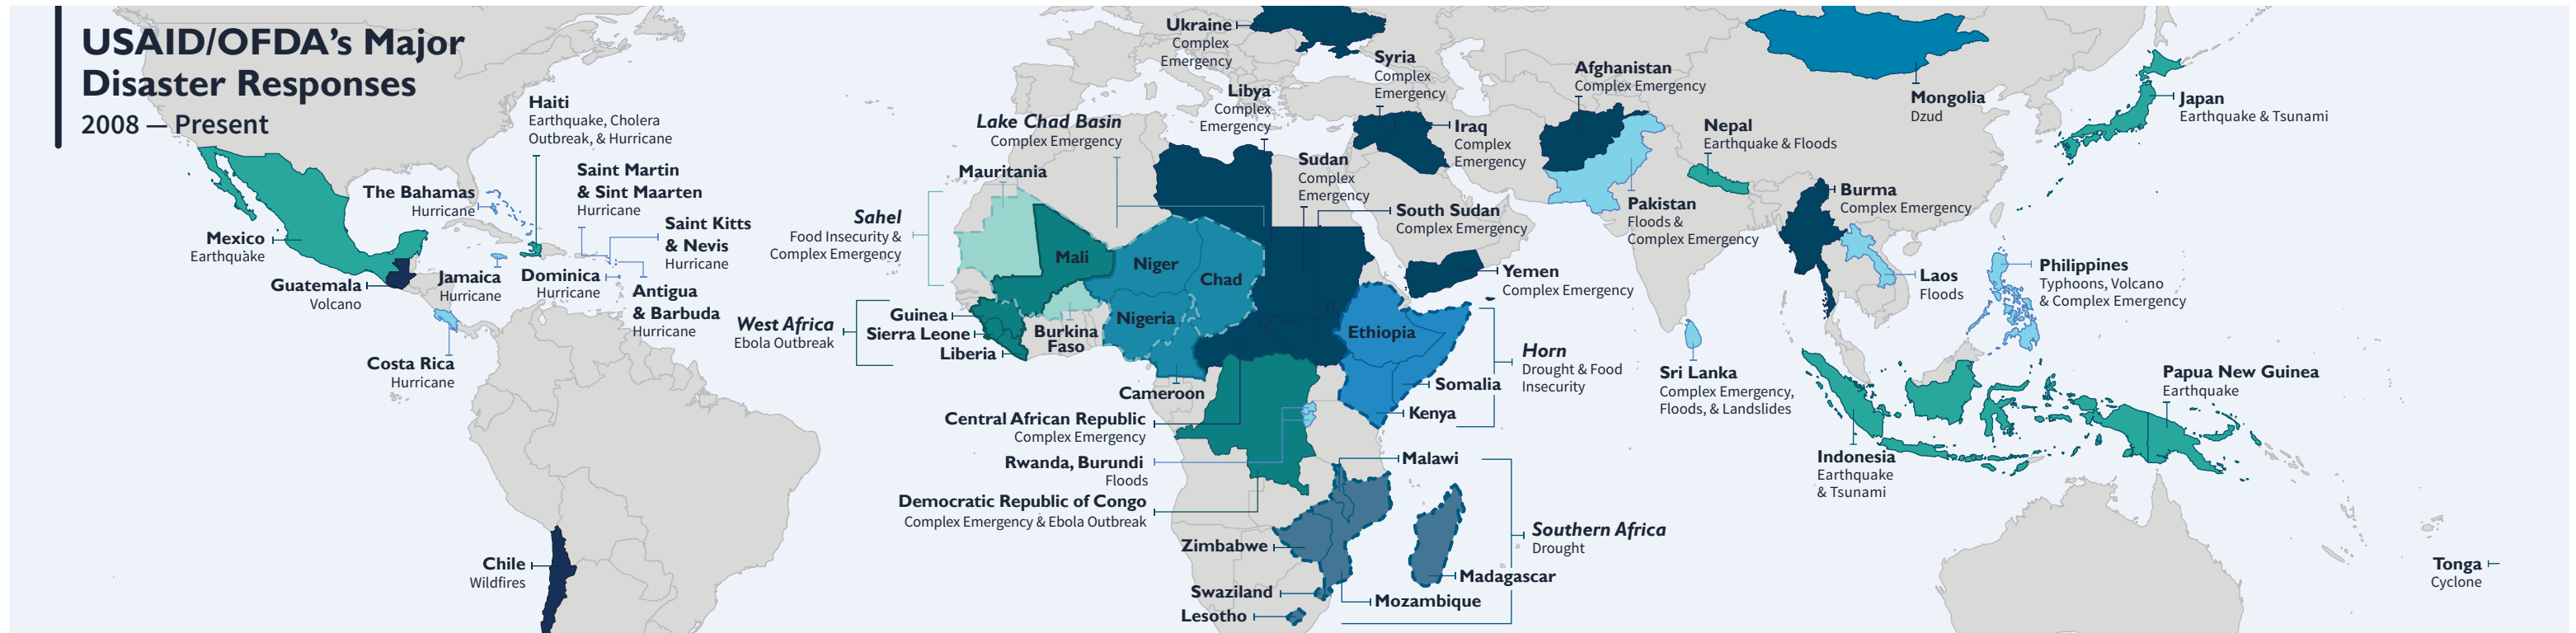 USAID/OFDA's Major
Disaster Responses
2008 — Present
Haiti
Earthquake, Cholera
Outbreak, & Hurricane
Saint Martin
& Sint Maarten
Hurricane
The Bahamas
Hurricane
Saint Kitts
& Nevis
Hurricane
Mexico
Earthquake
Guatemala
Volcano
Jamaica
Hurricane
Dominica
Hurricane
Antigua
& Barbuda
Hurricane
Costa Rica
Hurricane
Chile
Wildfires
Ukraine
Complex
Emergency
Syria
Complex
Emergency
Libya
Complex
Emergency
Lake Chad Basin
Complex Emergency
Iraq
Complex
Emergency
Mauritania
Sudan
Complex
Emergency
Sahel
Food Insecurity &
Complex Emergency
South Sudan
Complex Emergency
Mali
Niger
Chad
Yemen
Complex Emergency
West Africa
Ebola Outbreak
Guinea
Sierra Leone
Liberia
Burkina
Faso
Nigeria
Ethiopia
Horn
Drought & Food
Insecurity
Cameroon
Somalia
Kenya
Central African Republic
Complex Emergency
Rwanda, Burundi
Floods
Democratic Republic of Congo
Complex Emergency & Ebola Outbreak
Malawi
Southern Africa
Drought
Zimbabwe
Madagascar
Swaziland
Mozambique
Lesotho
Afghanistan
Complex Emergency
Mongolia
Dzud
Japan
Earthquake & Tsunami
Nepal
Earthquake & Floods
Pakistan
Floods &
Complex Emergency
Burma
Complex Emergency
Laos
Floods
Philippines
Typhoons, Volcano
& Complex Emergency
Sri Lanka
Complex Emergency,
Floods, & Landslides
Papua New Guinea
Earthquake
Indonesia
Earthquake
& Tsunami
Tonga
Cyclone